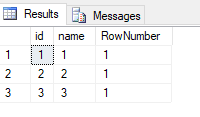 Results Messages
id name RowNumber
1 1 1 1
2 2 2 1
3 3 3 1